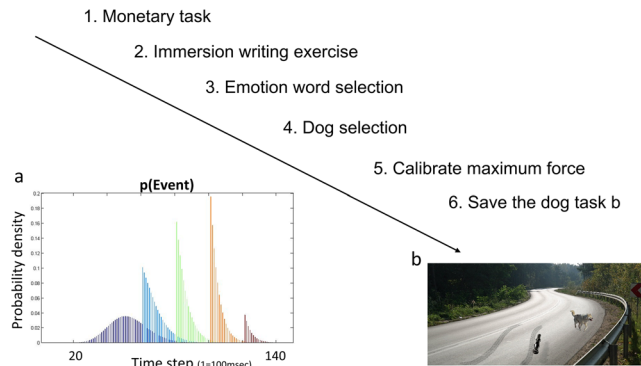 1. Monetary task
2. Immersion writing exercise
3. Emotion word selection
4. Dog selection
5. Calibrate maximum force
6. Save the dog task b
a
p(Event)
0.2
0.18
0.16
0.14
0.12
0.1
0.08
0.06
0.04
0.02
0
Probability density
20
140
Time step (1=100msec)
b